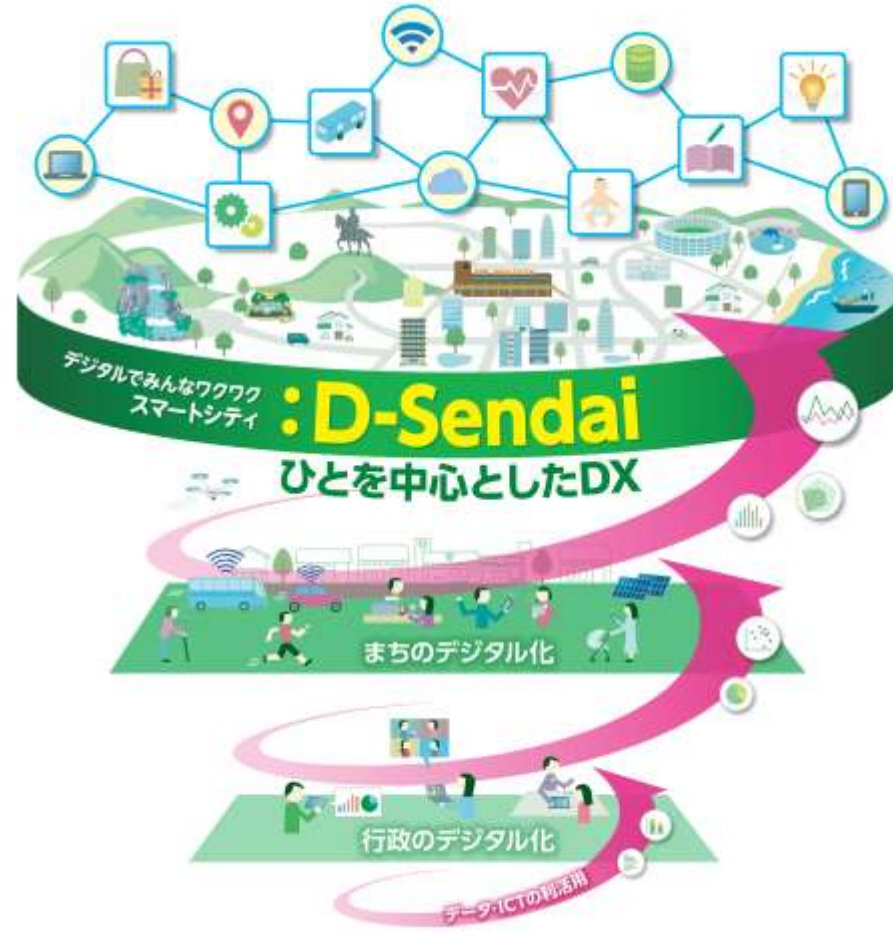 デジタルでみんなワクワク
スマートシティ
:D-Sendai
ひとを中心としたDX
まちのデジタル化
行政のデジタル化
データ・ICTの利活用